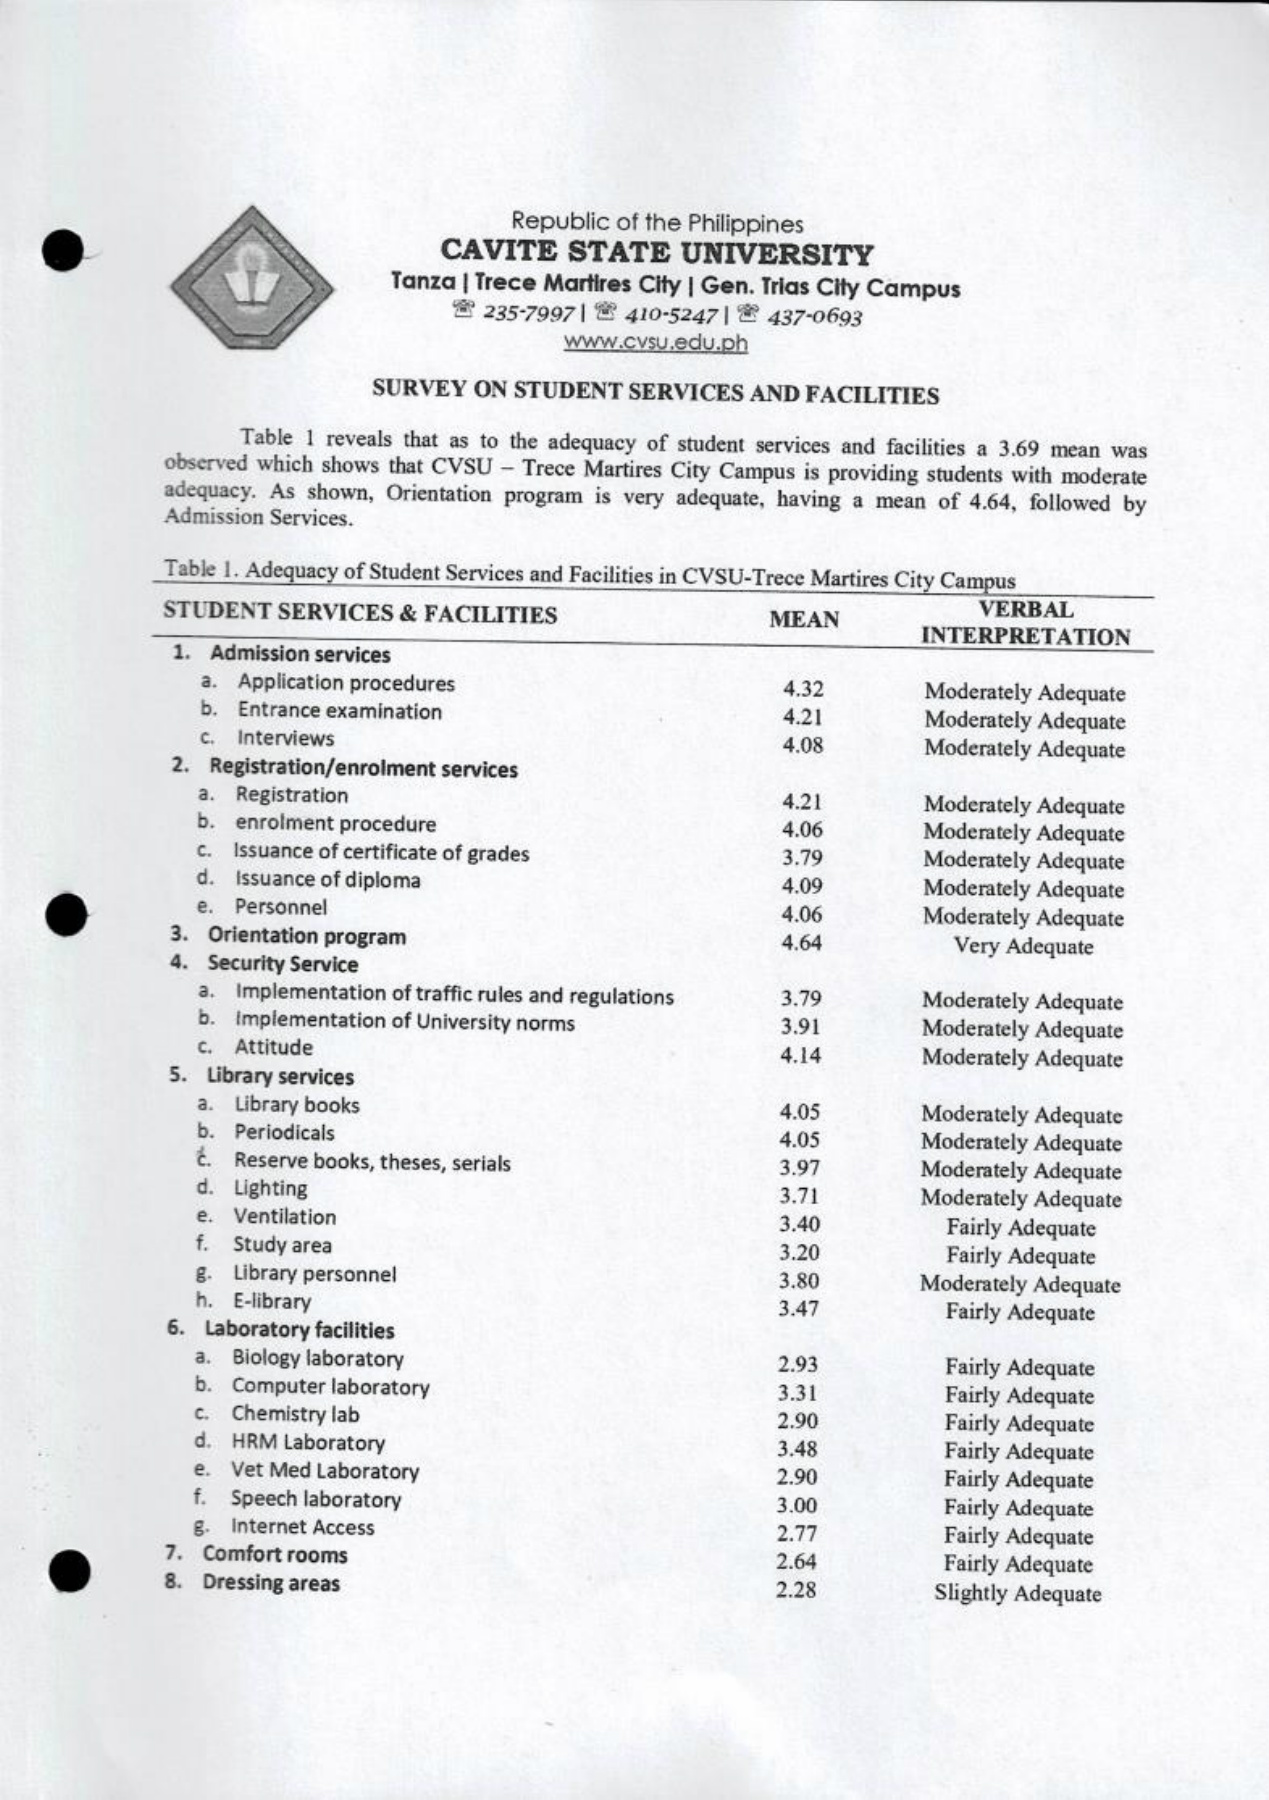 Republic of the Philippines
CAVITE STATE UNIVERSITY
Tanza | Trece Martires City | Gen. Trias City Campus
☏ 235-7997 | ☏ 410-5247 | ☏ 437-0693
www.cvsu.edu.ph
SURVEY ON STUDENT SERVICES AND FACILITIES
Table 1 reveals that as to the adequacy of student services and facilities a 3.69 mean was
observed which shows that CVSU – Trece Martires City Campus is providing students with moderate
adequacy. As shown, Orientation program is very adequate, having a mean of 4.64, followed by
Admission Services.
Table 1. Adequacy of Student Services and Facilities in CVSU-Trece Martires City Campus
STUDENT SERVICES & FACILITIES MEAN VERBAL INTERPRETATION
1. Admission services
a. Application procedures 4.32 Moderately Adequate
b. Entrance examination 4.21 Moderately Adequate
c. Interviews 4.08 Moderately Adequate
2. Registration/enrolment services
a. Registration 4.21 Moderately Adequate
b. enrolment procedure 4.06 Moderately Adequate
c. Issuance of certificate of grades 3.79 Moderately Adequate
d. Issuance of diploma 4.09 Moderately Adequate
e. Personnel 4.06 Moderately Adequate
3. Orientation program 4.64 Very Adequate
4. Security Service
a. Implementation of traffic rules and regulations 3.79 Moderately Adequate
b. Implementation of University norms 3.91 Moderately Adequate
c. Attitude 4.14 Moderately Adequate
5. Library services
a. Library books 4.05 Moderately Adequate
b. Periodicals 4.05 Moderately Adequate
c. Reserve books, theses, serials 3.97 Moderately Adequate
d. Lighting 3.71 Moderately Adequate
e. Ventilation 3.40 Fairly Adequate
f. Study area 3.20 Fairly Adequate
g. Library personnel 3.80 Moderately Adequate
h. E-library 3.47 Fairly Adequate
6. Laboratory facilities
a. Biology laboratory 2.93 Fairly Adequate
b. Computer laboratory 3.31 Fairly Adequate
c. Chemistry lab 2.90 Fairly Adequate
d. HRM Laboratory 3.48 Fairly Adequate
e. Vet Med Laboratory 2.90 Fairly Adequate
f. Speech laboratory 3.00 Fairly Adequate
g. Internet Access 2.77 Fairly Adequate
7. Comfort rooms 2.64 Fairly Adequate
8. Dressing areas 2.28 Slightly Adequate